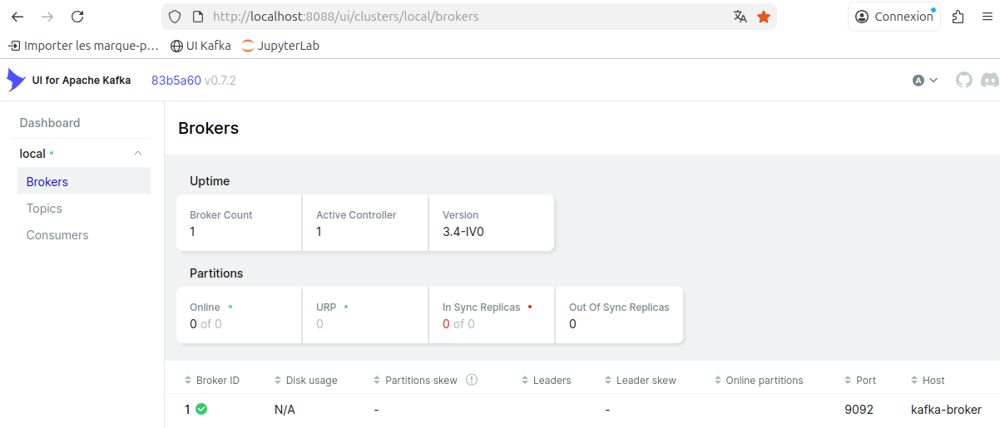 http://localhost:8088/ui/clusters/local/brokers Connexion
Importer les marque-p... UI Kafka JupyterLab
UI for Apache Kafka 83b5a60 v0.7.2 A
Dashboard
local
Brokers
Topics
Consumers
Brokers
Uptime
Broker Count Active Controller Version
1 1 3.4-IV0
Partitions
Online URP In Sync Replicas Out Of Sync Replicas
0 of 0 0 0 of 0 0
Broker ID Disk usage Partitions skew Leaders Leader skew Online partitions Port Host
1 N/A - - 9092 kafka-broker